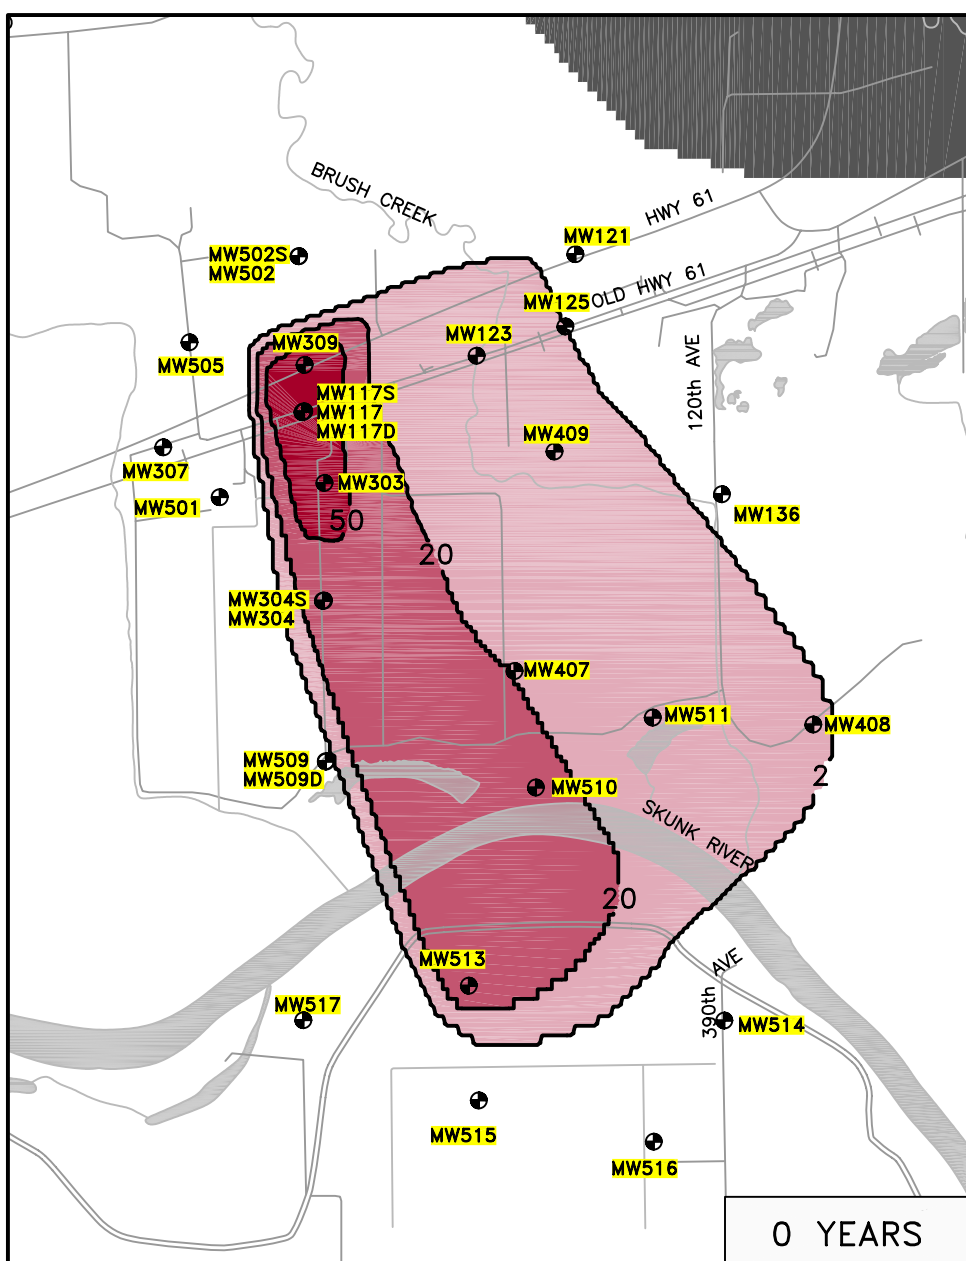 BRUSH CREEK
HWY 61
MW121
MW502S
MW502
OLD HWY 61
MW125
MW123
MW309
MW505
120th AVE
MW117S
MW117
MW117D
MW409
MW307
MW303
MW501
MW136
50
20
MW304S
MW304
MW407
MW511
MW408
MW509
MW509D
2
MW510
SKUNK RIVER
20
MW513
390th AVE
MW517
MW514
MW515
MW516
0 YEARS